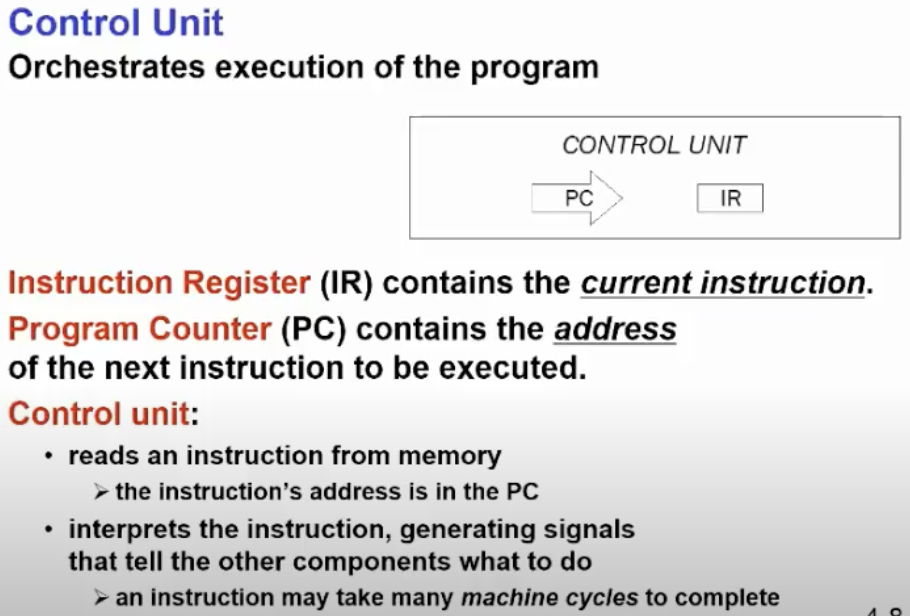 Control Unit
Orchestrates execution of the program
CONTROL UNIT
PC
IR
Instruction Register (IR) contains the current instruction.
Program Counter (PC) contains the address
of the next instruction to be executed.
Control unit:
• reads an instruction from memory
➢ the instruction's address is in the PC
• interprets the instruction, generating signals
that tell the other components what to do
➢ an instruction may take many machine cycles to complete